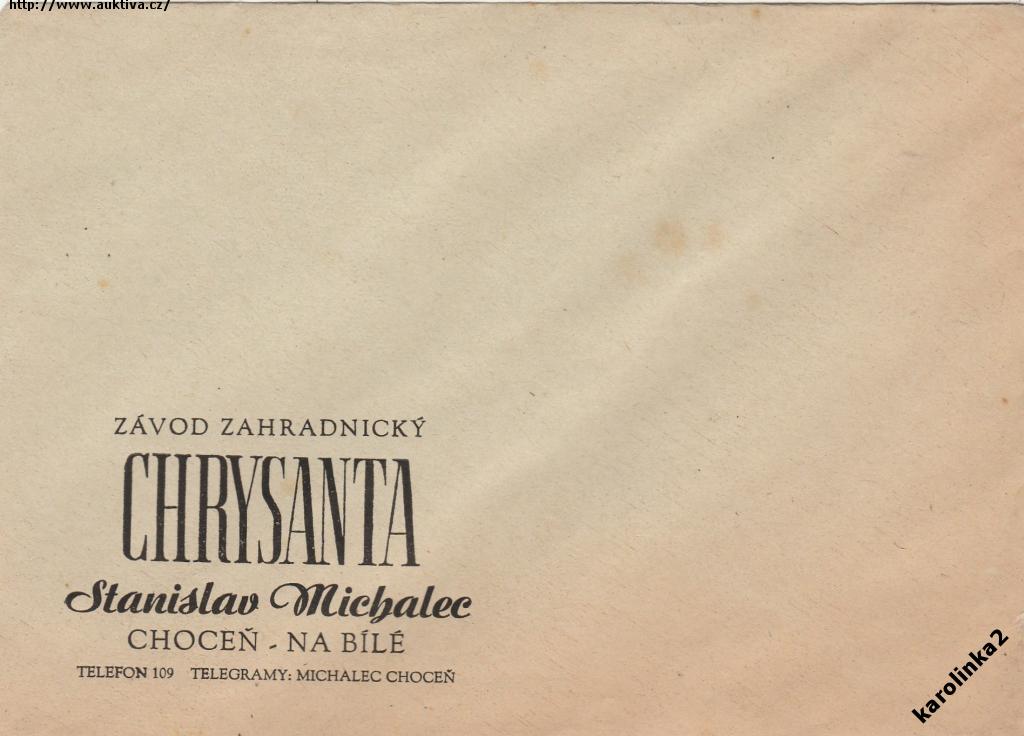 http://www.auktiva.cz/
ZÁVOD ZAHRADNICKÝ
CHRYSANTA
Stanislav Michalec
CHOCEŇ - NA BÍLÉ
TELEFON 109 TELEGRAMY: MICHALEC CHOCEŇ
karolinka2